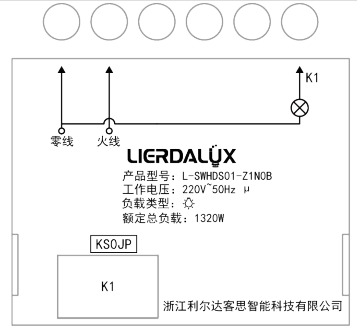 K1
零线 火线
LIERDALUX
产品型号：L-SWHDS01-Z1N0B
工作电压：220V~50Hz μ
负载类型：
额定总负载：1320W
KS0JP
K1
浙江利尔达客思智能科技有限公司